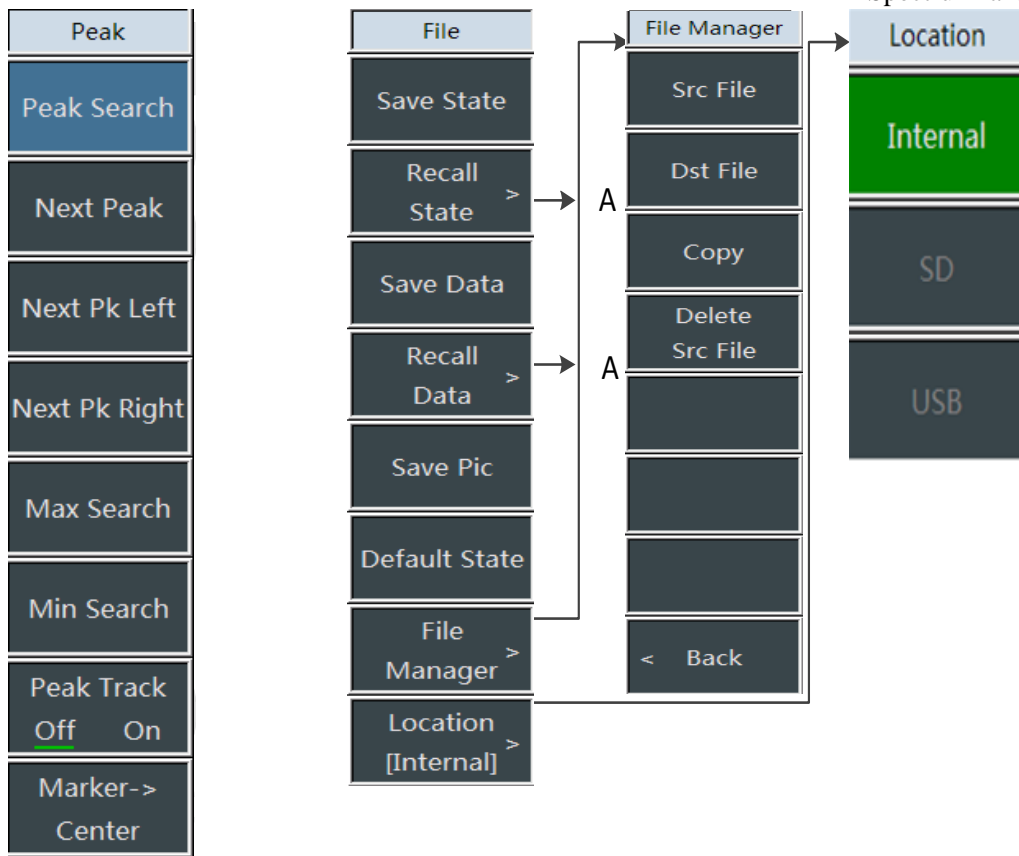 Peak
Peak Search
Next Peak
Next Pk Left
Next Pk Right
Max Search
Min Search
Peak Track
Off On
Marker->
Center
File
Save State
Recall
State >
Save Data
Recall
Data >
Save Pic
Default State
File
Manager >
Location
[Internal] >
A
A
File Manager
Src File
Dst File
Copy
Delete
Src File
< Back
Location
Internal
SD
USB